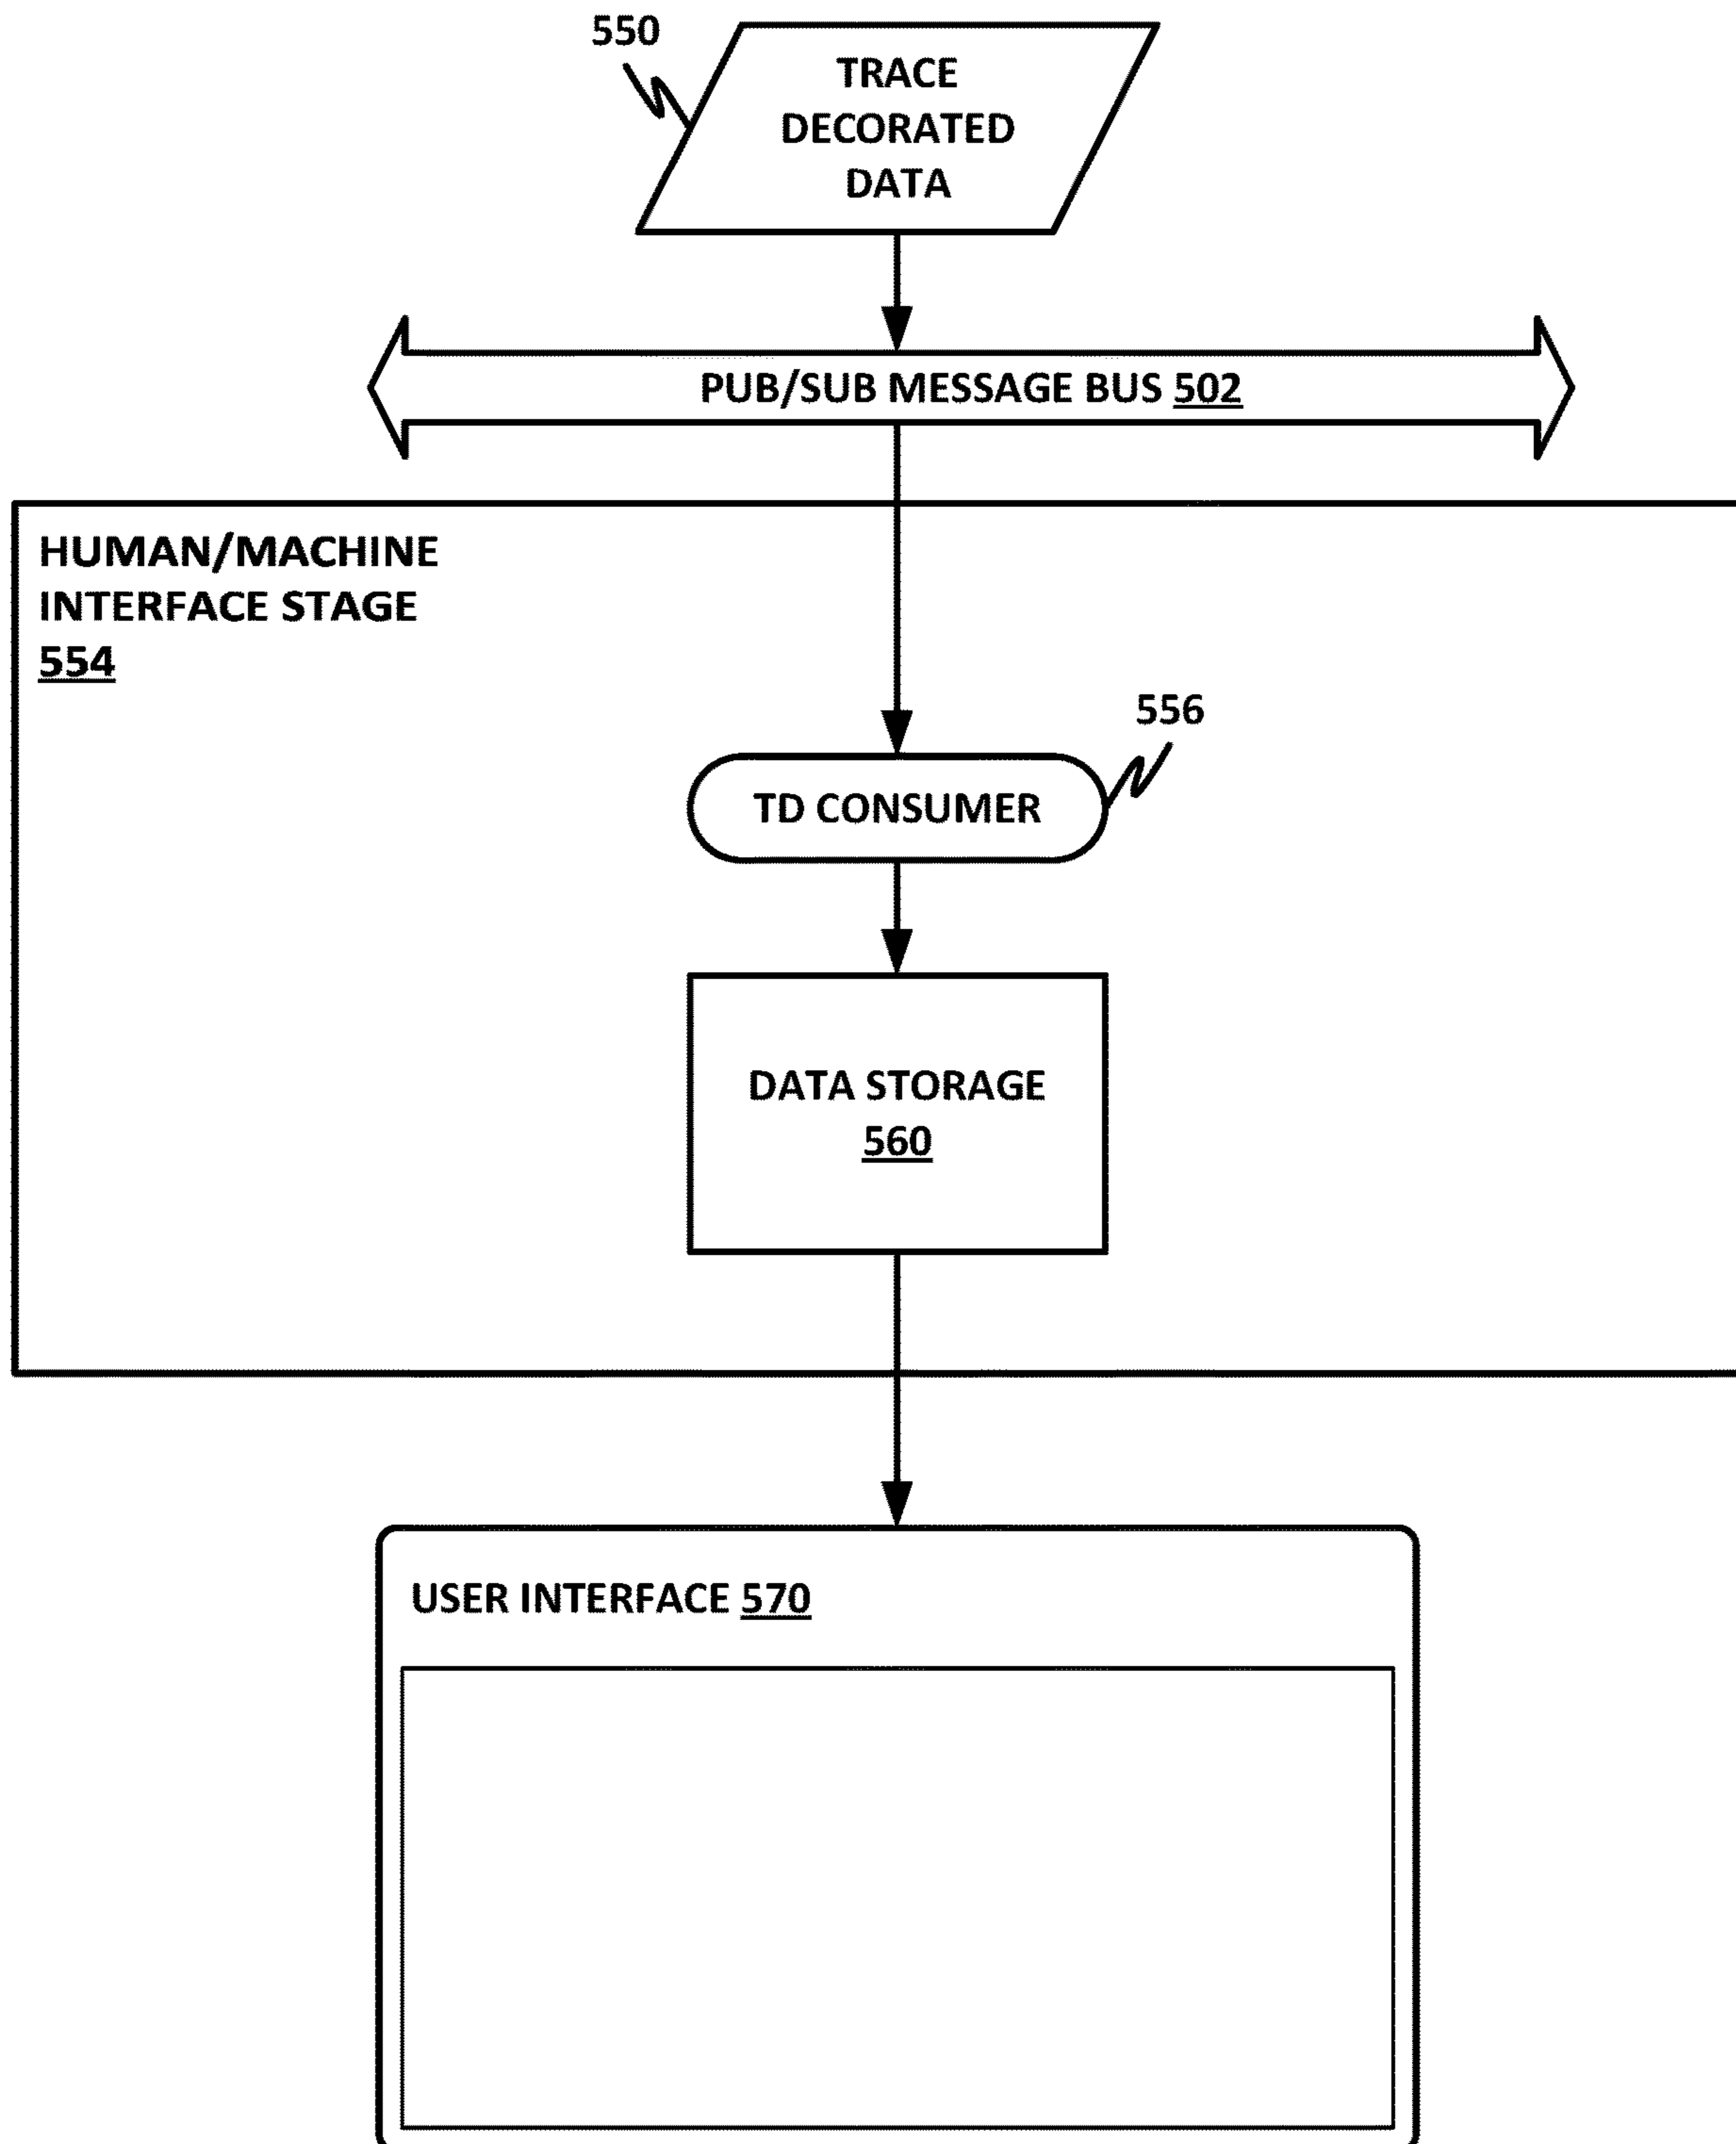 550
TRACE
DECORATED
DATA
PUB/SUB MESSAGE BUS 502
HUMAN/MACHINE
INTERFACE STAGE
554
556
TD CONSUMER
DATA STORAGE
560
USER INTERFACE 570